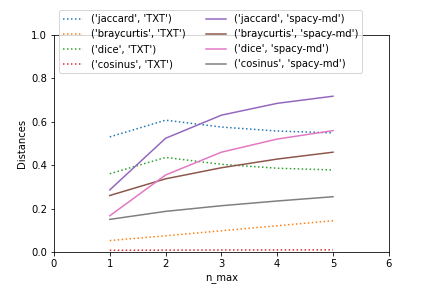 ('jaccard', 'TXT') ('jaccard', 'spacy-md')
('braycurtis', 'TXT') ('braycurtis', 'spacy-md')
('dice', 'TXT') ('dice', 'spacy-md')
('cosinus', 'TXT') ('cosinus', 'spacy-md')
1.0
0.8
0.6
0.4
0.2
0.0
Distances
0 1 2 3 4 5 6
n_max